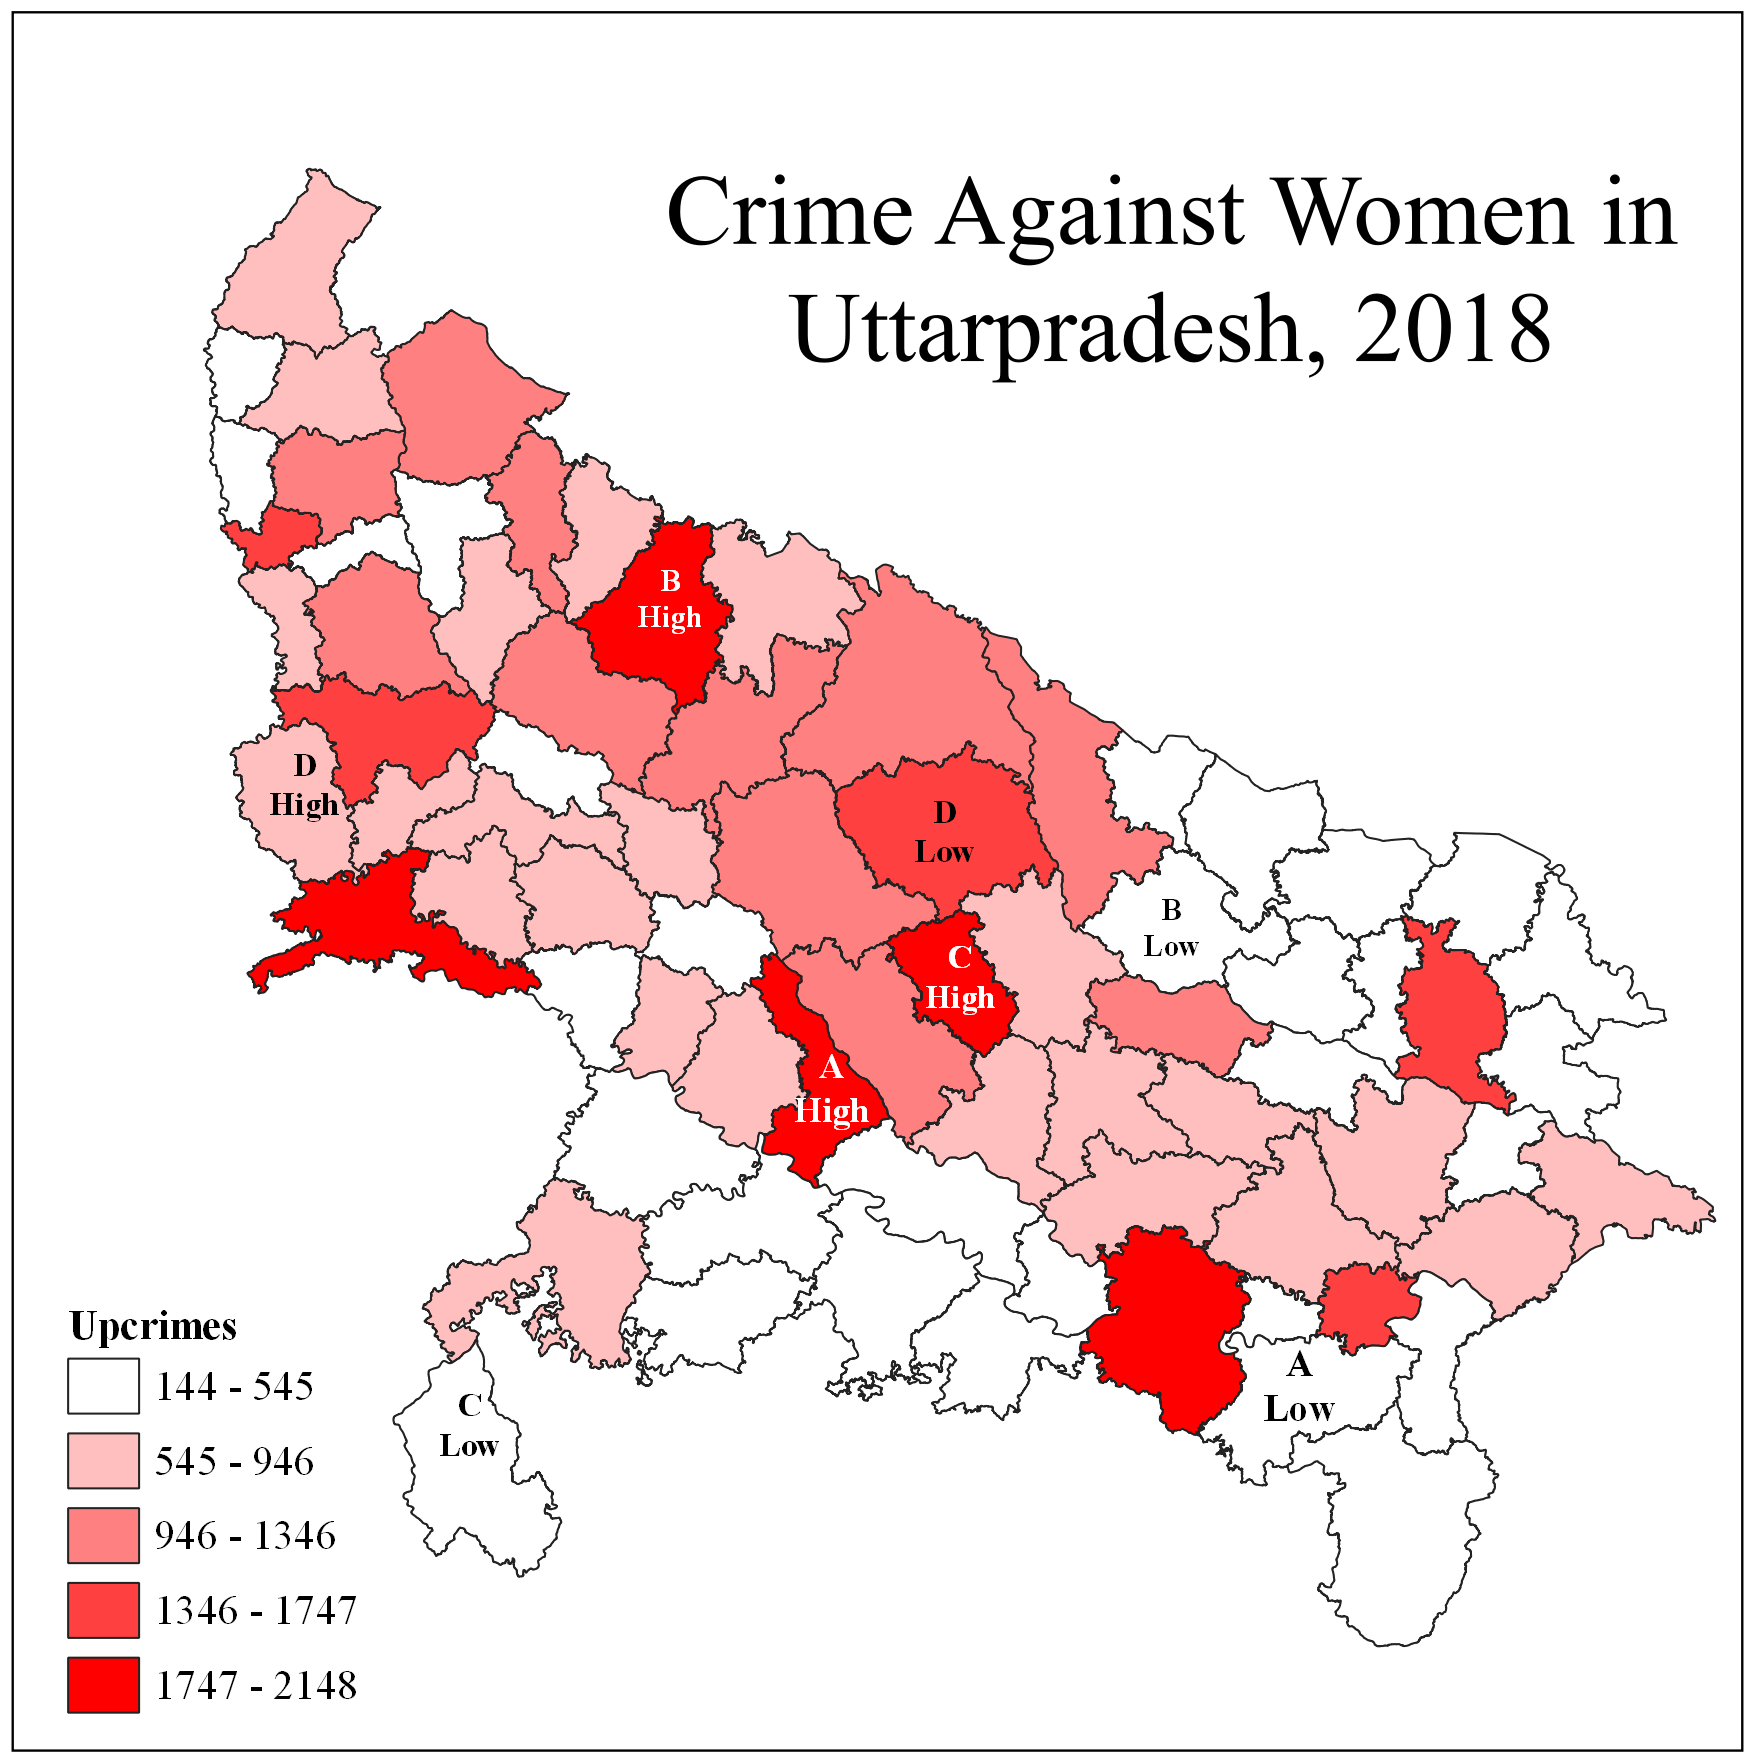 Crime Against Women in
Uttarpradesh, 2018
B
High
D
High
D
Low
B
Low
C
High
A
High
A
Low
C
Low
Upcrimes
144 - 545
545 - 946
946 - 1346
1346 - 1747
1747 - 2148